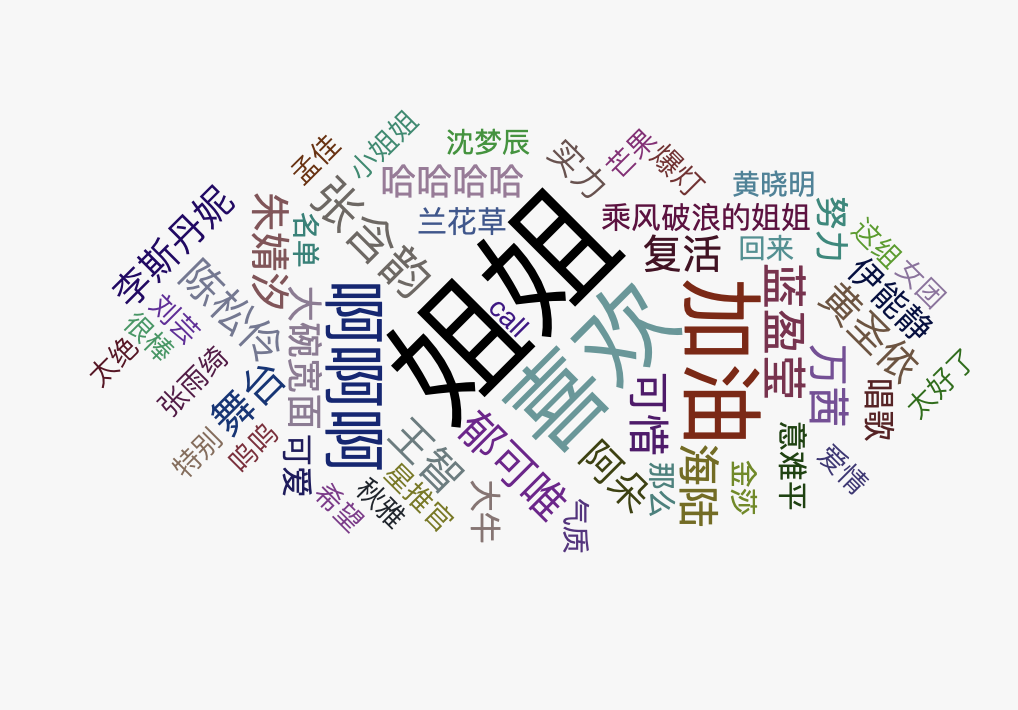 小姐姐
沈梦辰
孟佳
实力
芒果
爆灯
哈哈哈哈
黄晓明
张含韵
兰花草
乘风破浪的姐姐
努力
李斯丹妮
朱婧汐
名单
姐姐
复活
回来
这组
女团
陈松伶
刘芸
大碗宽面
啊啊啊
call
喜欢
加油
蓝盈莹
伊能静
黄圣依
很棒
太绝
张雨绮
舞台
可惜
万茜
唱歌
太好了
特别
呜呜
可爱
王智
郁可唯
阿朵
那么
海陆
金莎
意难平
爱情
希望
秋雅
星推官
大牛
气质